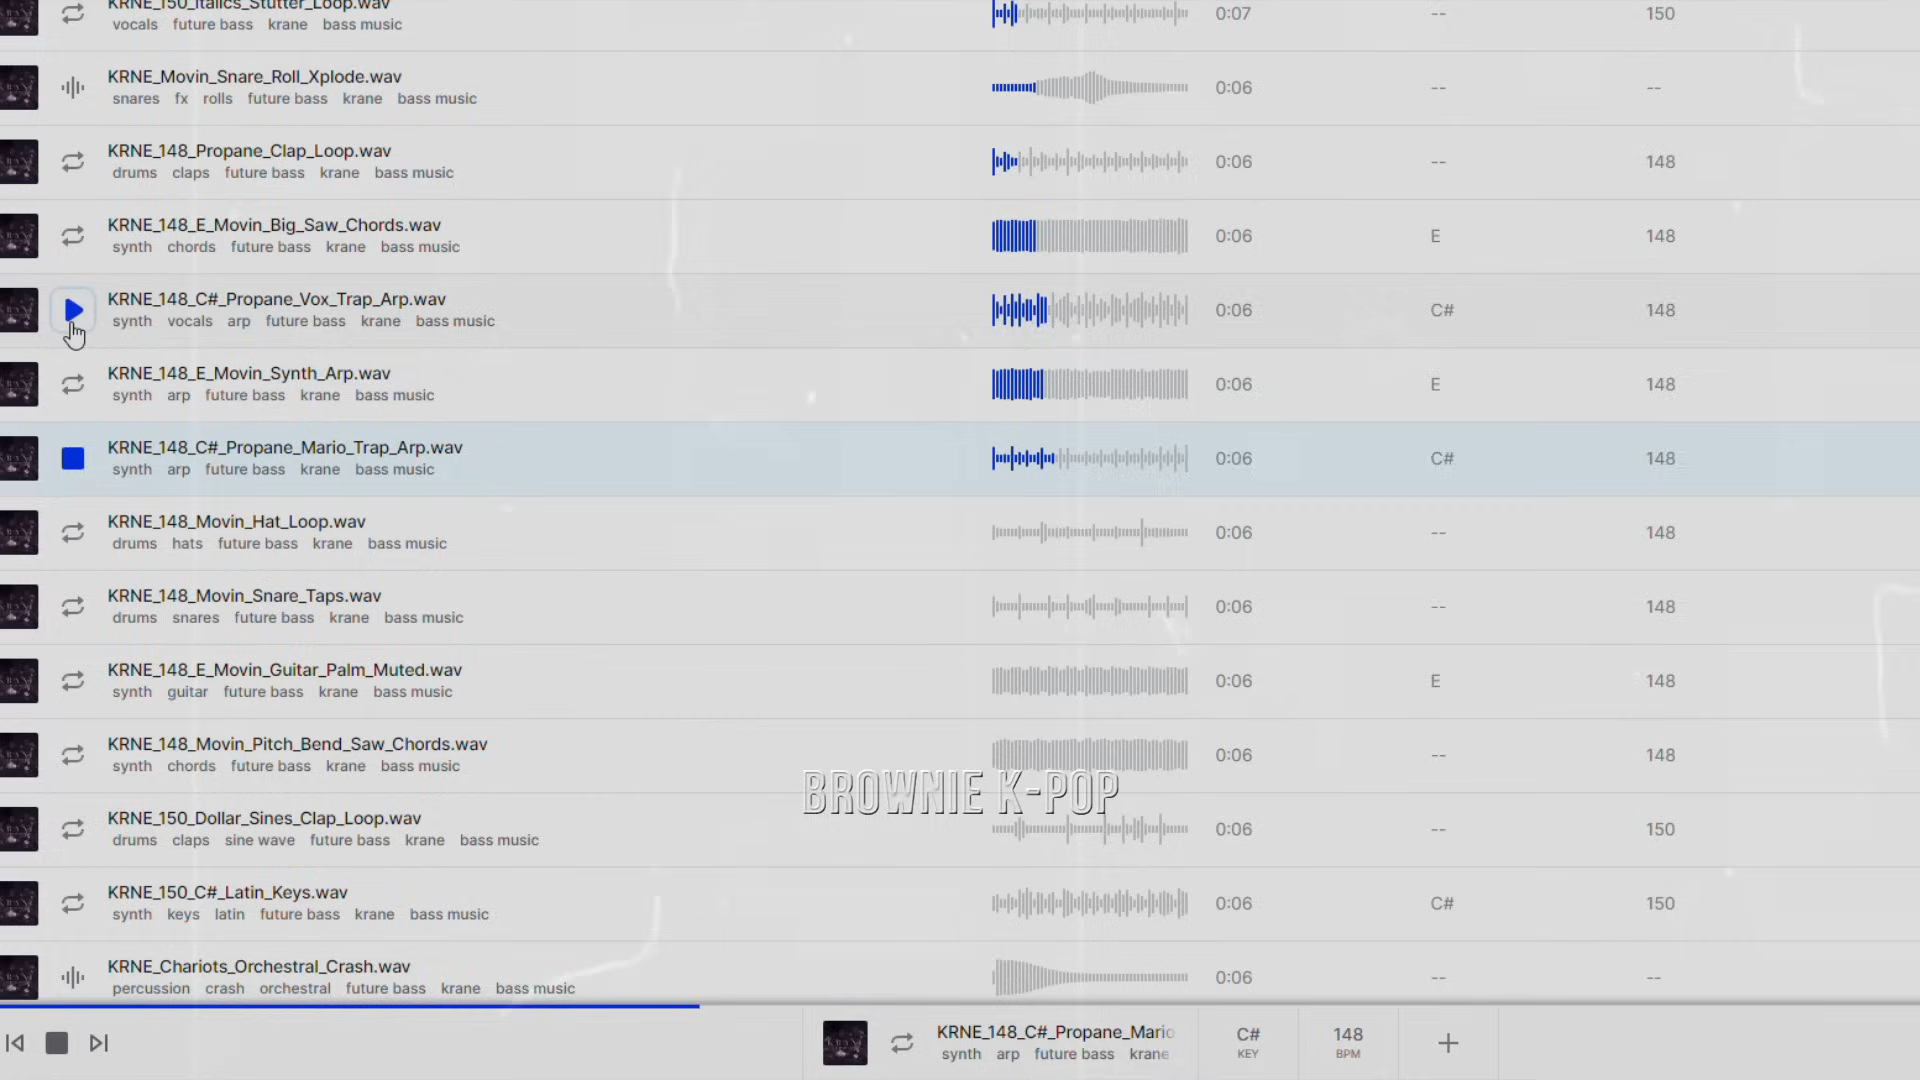 KRNE_150_Italics_Stutter_Loop.wav
vocals future bass krane bass music
0:07 -- 150
KRNE_Movin_Snare_Roll_Xplode.wav
snares fx rolls future bass krane bass music
0:06 -- --
KRNE_148_Propane_Clap_Loop.wav
drums claps future bass krane bass music
0:06 -- 148
KRNE_148_E_Movin_Big_Saw_Chords.wav
synth chords future bass krane bass music
0:06 E 148
KRNE_148_C#_Propane_Vox_Trap_Arp.wav
synth vocals arp future bass krane bass music
0:06 C# 148
KRNE_148_E_Movin_Synth_Arp.wav
synth arp future bass krane bass music
0:06 E 148
KRNE_148_C#_Propane_Mario_Trap_Arp.wav
synth arp future bass krane bass music
0:06 C# 148
KRNE_148_Movin_Hat_Loop.wav
drums hats future bass krane bass music
0:06 -- 148
KRNE_148_Movin_Snare_Taps.wav
drums snares future bass krane bass music
0:06 -- 148
KRNE_148_E_Movin_Guitar_Palm_Muted.wav
synth guitar future bass krane bass music
0:06 E 148
KRNE_148_Movin_Pitch_Bend_Saw_Chords.wav
synth chords future bass krane bass music
0:06 -- 148
BROWNIE K-POP
KRNE_150_Dollar_Sines_Clap_Loop.wav
drums claps sine wave future bass krane bass music
0:06 -- 150
KRNE_150_C#_Latin_Keys.wav
synth keys latin future bass krane bass music
0:06 C# 150
KRNE_Chariots_Orchestral_Crash.wav
percussion crash orchestral future bass krane bass music
0:06 -- --
KRNE_148_C#_Propane_Mario
synth arp future bass krane
C# 148
KEY BPM